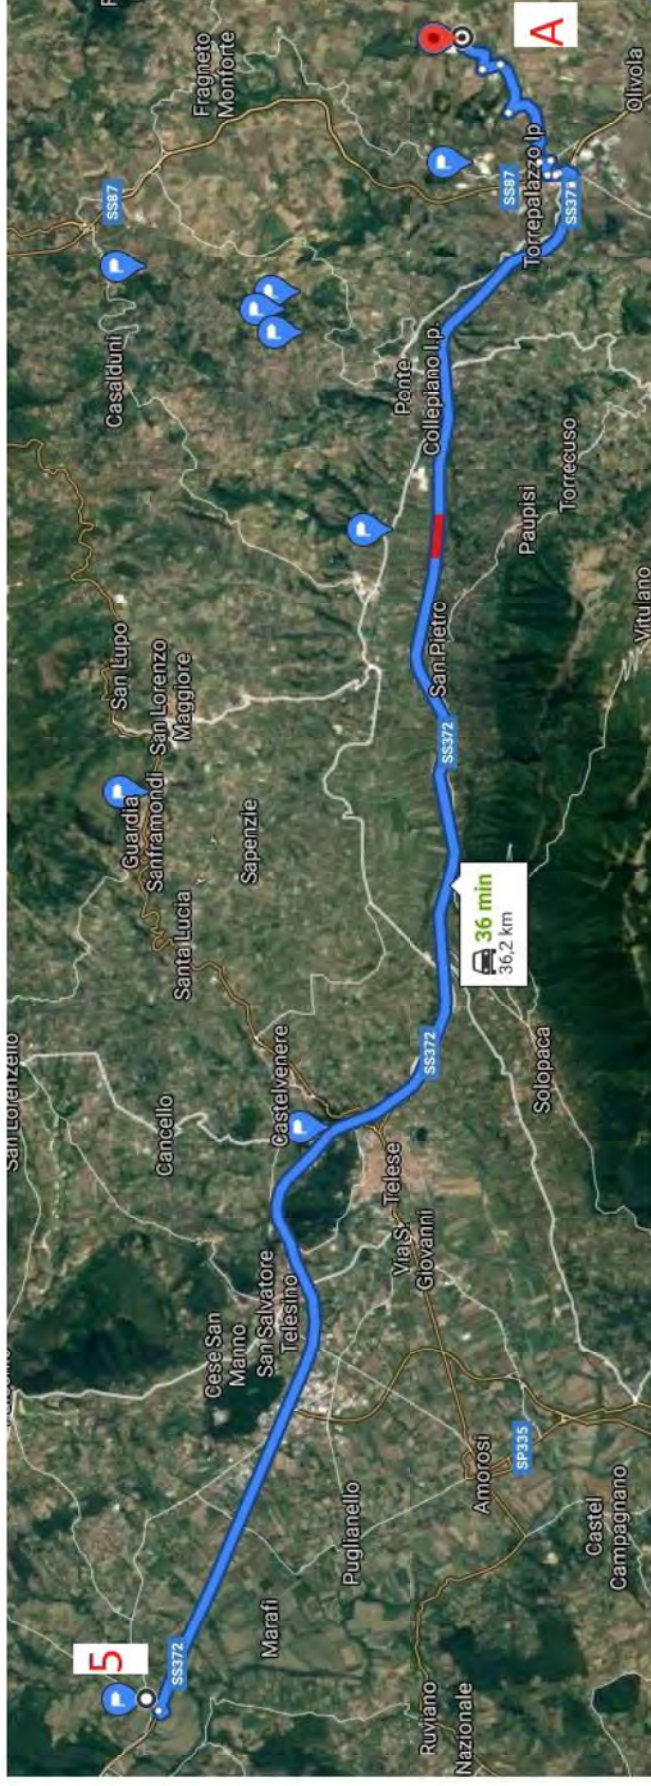 Fragneto
Monforte
A
Olivola
SS87
SS87
Torrepalazzo Ip
SS372
Casalduni
Ponte
Collepiano I.p.
Torrecuso
Paupisi
Vitulano
San Lupo
San Lorenzo
Maggiore
San Pietro
SS372
Guardia
Sanframondi
Sapenzie
36 min
36,2 km
Santa Lucia
SS372
Solopaca
San Lorenzello
Cancello
Castelvenere
Telese
Via S.
Giovanni
San Salvatore
Telesino
Cese San
Manno
SP335
Amorosi
Puglianello
Castel
Campagnano
5
SS372
Marafi
Ruviano
Nazionale